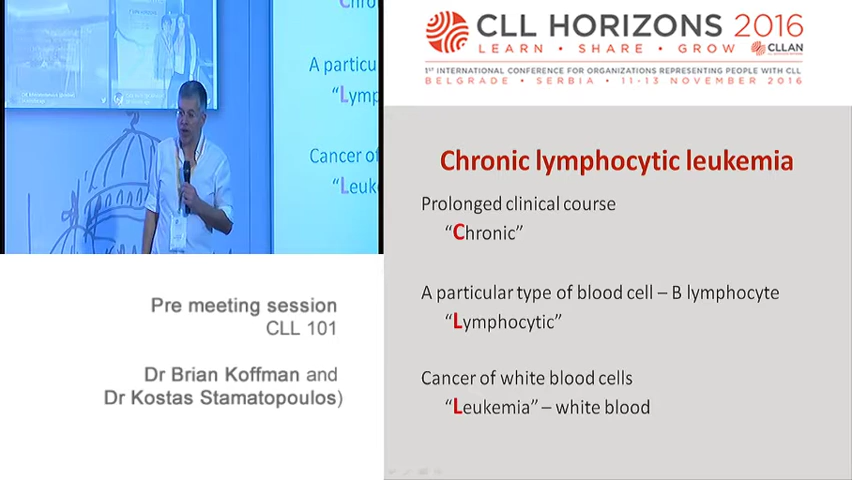 Chro
A particu
“Lymp
Cancer of
“Leuk
Pre meeting session
CLL 101
Dr Brian Koffman and
Dr Kostas Stamatopoulos)
CLL HORIZONS 2016
LEARN • SHARE • GROW
CLLAN
1ST INTERNATIONAL CONFERENCE FOR ORGANIZATIONS REPRESENTING PEOPLE WITH CLL
BELGRADE • SERBIA • 11-13 NOVEMBER 2016
Chronic lymphocytic leukemia
Prolonged clinical course
“Chronic”
A particular type of blood cell – B lymphocyte
“Lymphocytic”
Cancer of white blood cells
“Leukemia” – white blood